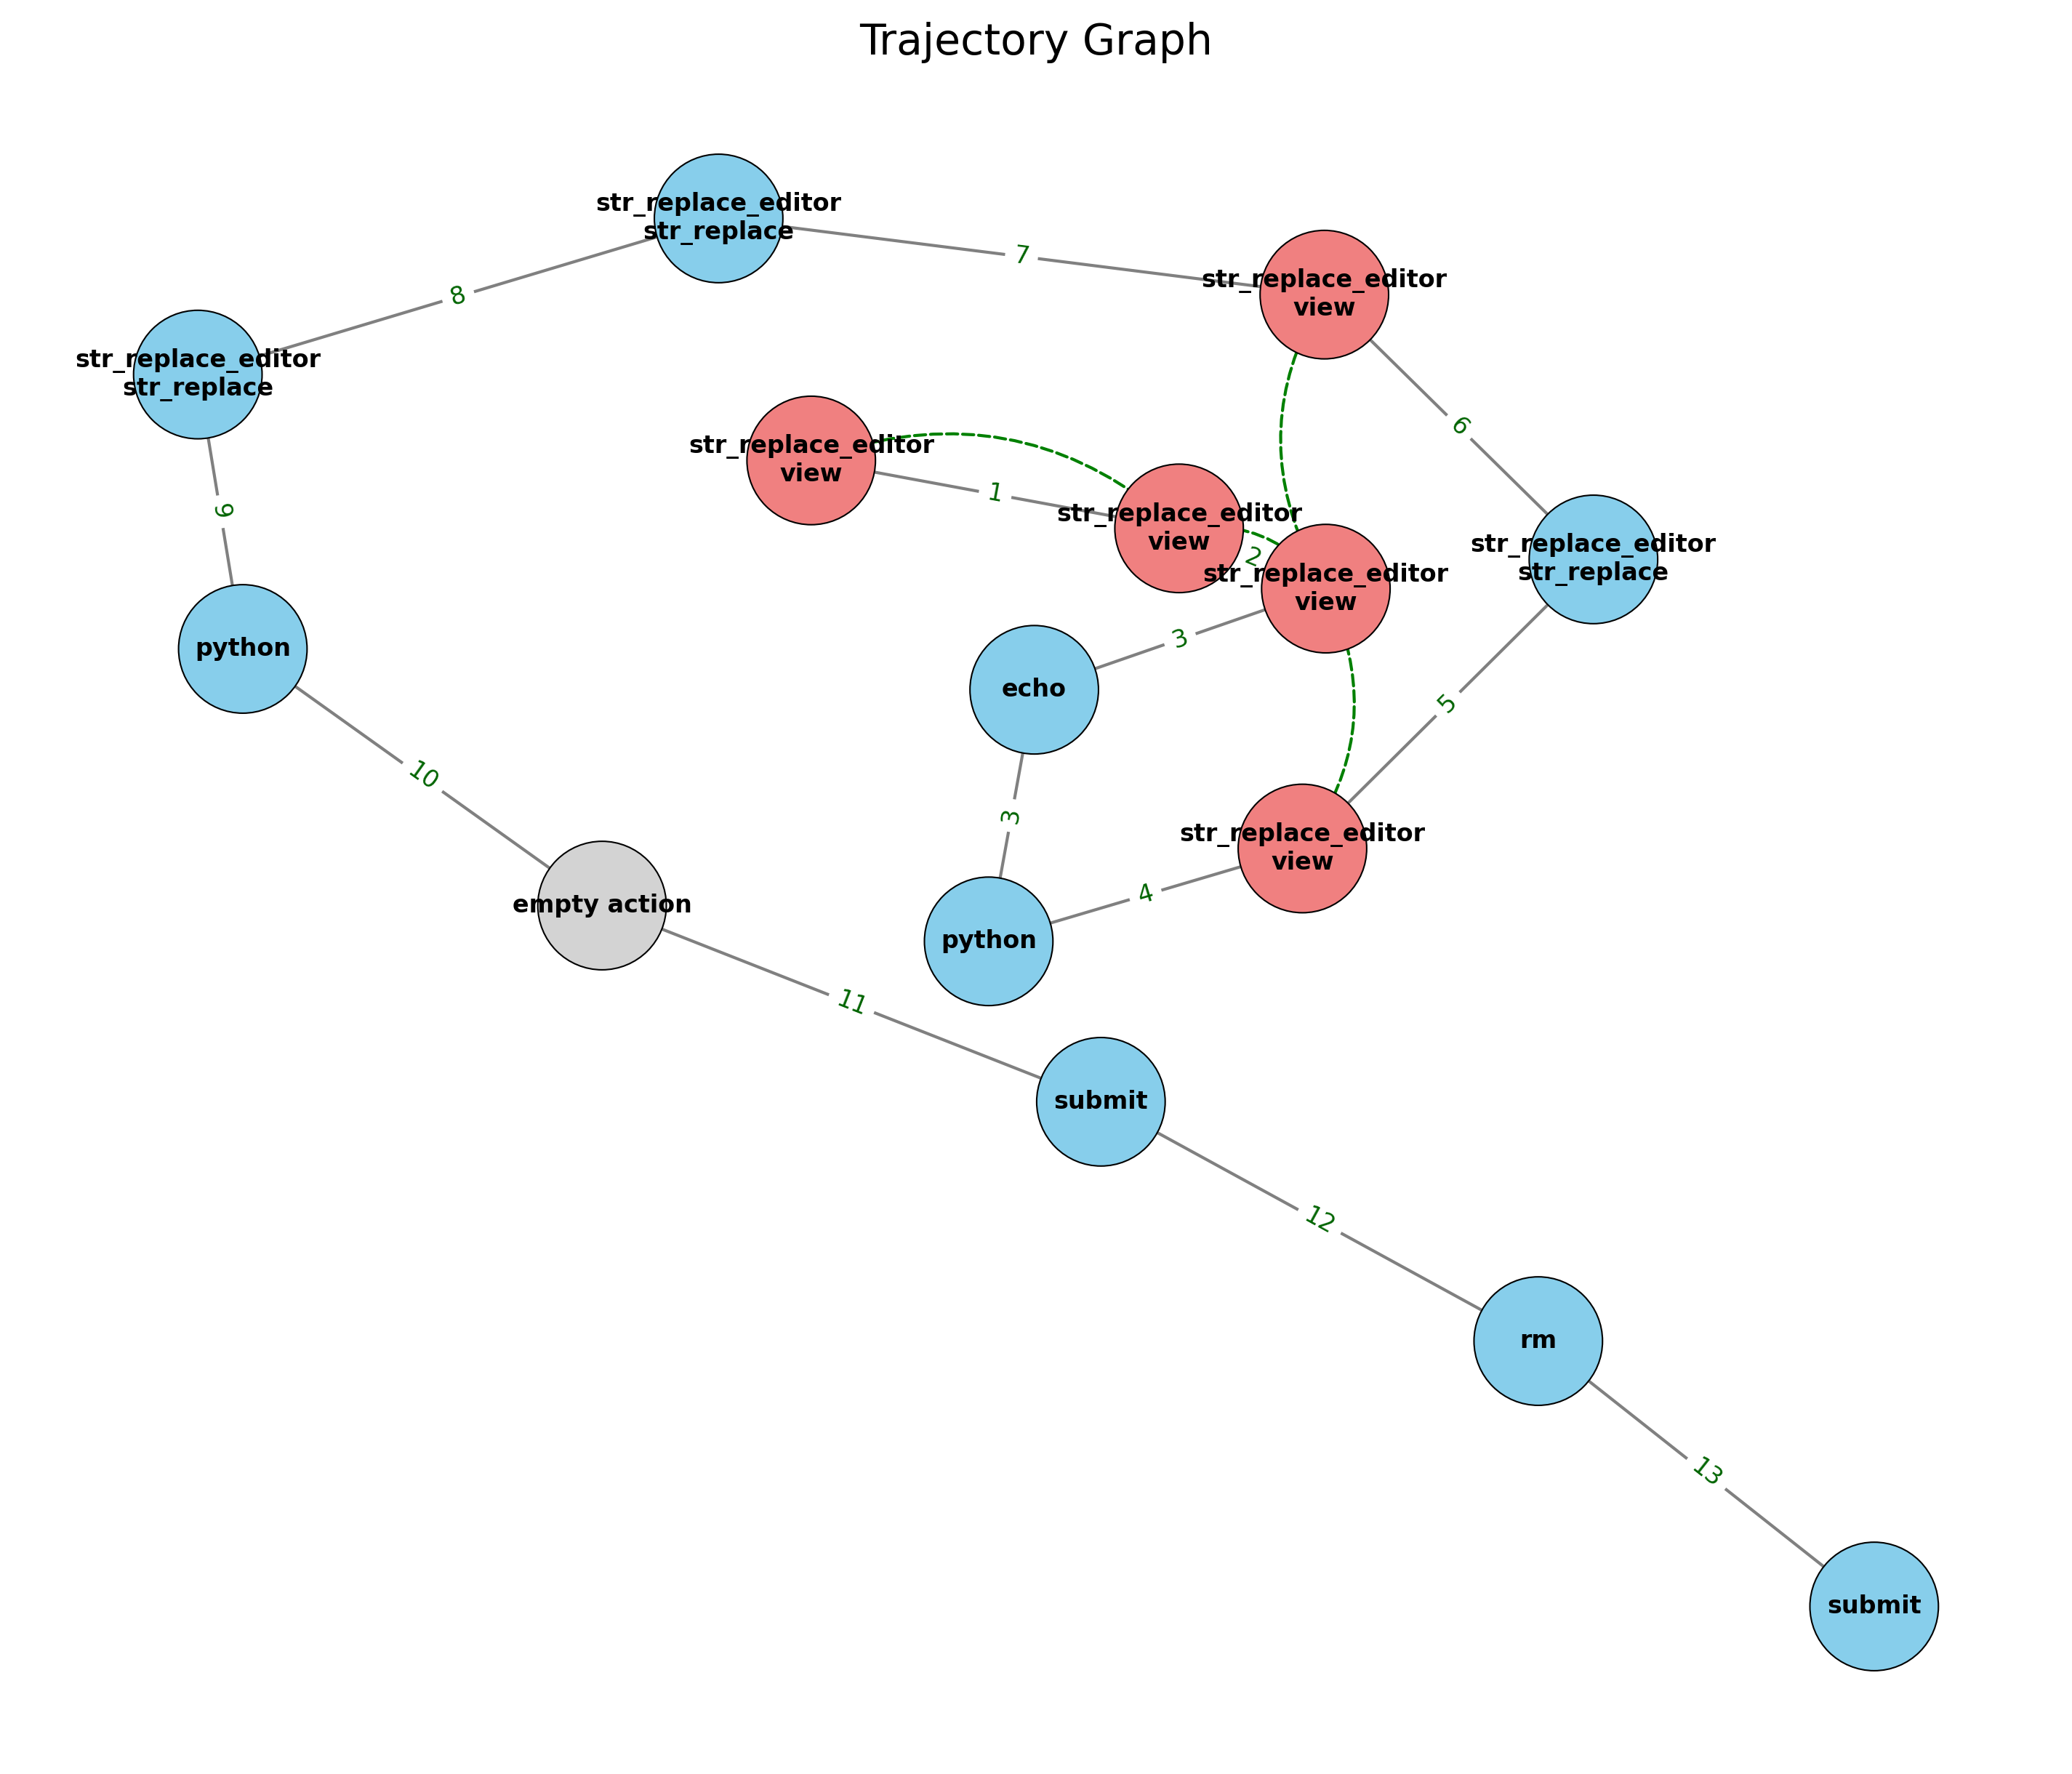 Trajectory Graph
str_replace_editor
str_replace
7
str_replace_editor
view
8
str_replace_editor
str_replace
6
str_replace_editor
view
1
str_replace_editor
view
9
2
str_replace_editor
str_replace
str_replace_editor
view
3
python
echo
5
10
3
str_replace_editor
view
4
empty action
python
11
submit
12
rm
13
submit